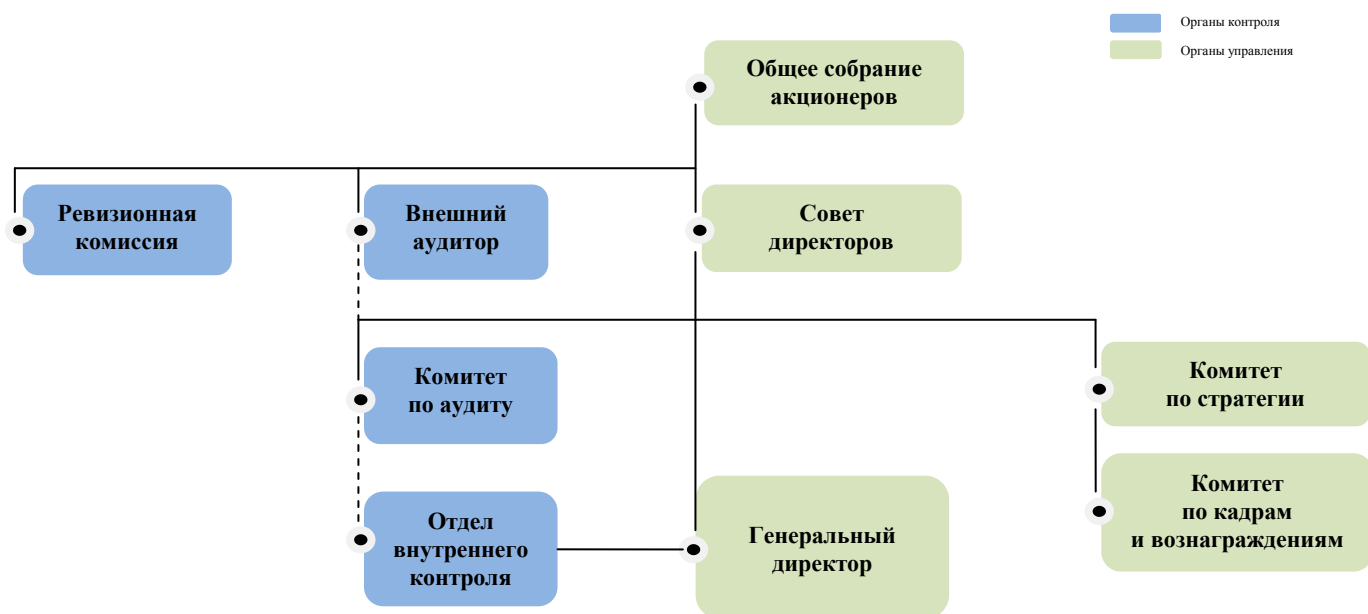 Органы контроля
Органы управления
Общее собрание
акционеров
Ревизионная
комиссия
Внешний
аудитор
Совет
директоров
Комитет
по аудиту
Комитет
по стратегии
Отдел
внутреннего
контроля
Генеральный
директор
Комитет
по кадрам
и вознаграждениям